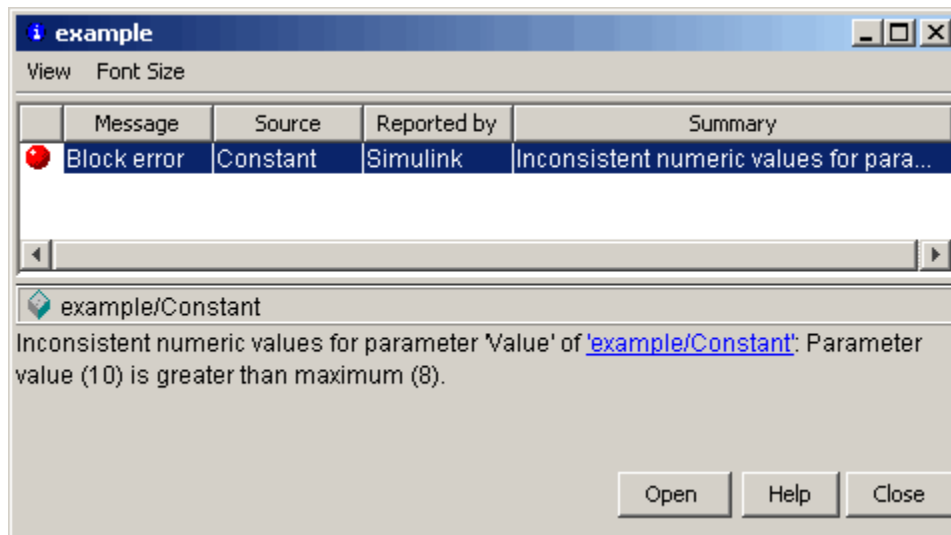 example
View Font Size
Message Source Reported by Summary
Block error Constant Simulink Inconsistent numeric values for para...
example/Constant
Inconsistent numeric values for parameter 'Value' of 'example/Constant': Parameter
value (10) is greater than maximum (8).
Open Help Close